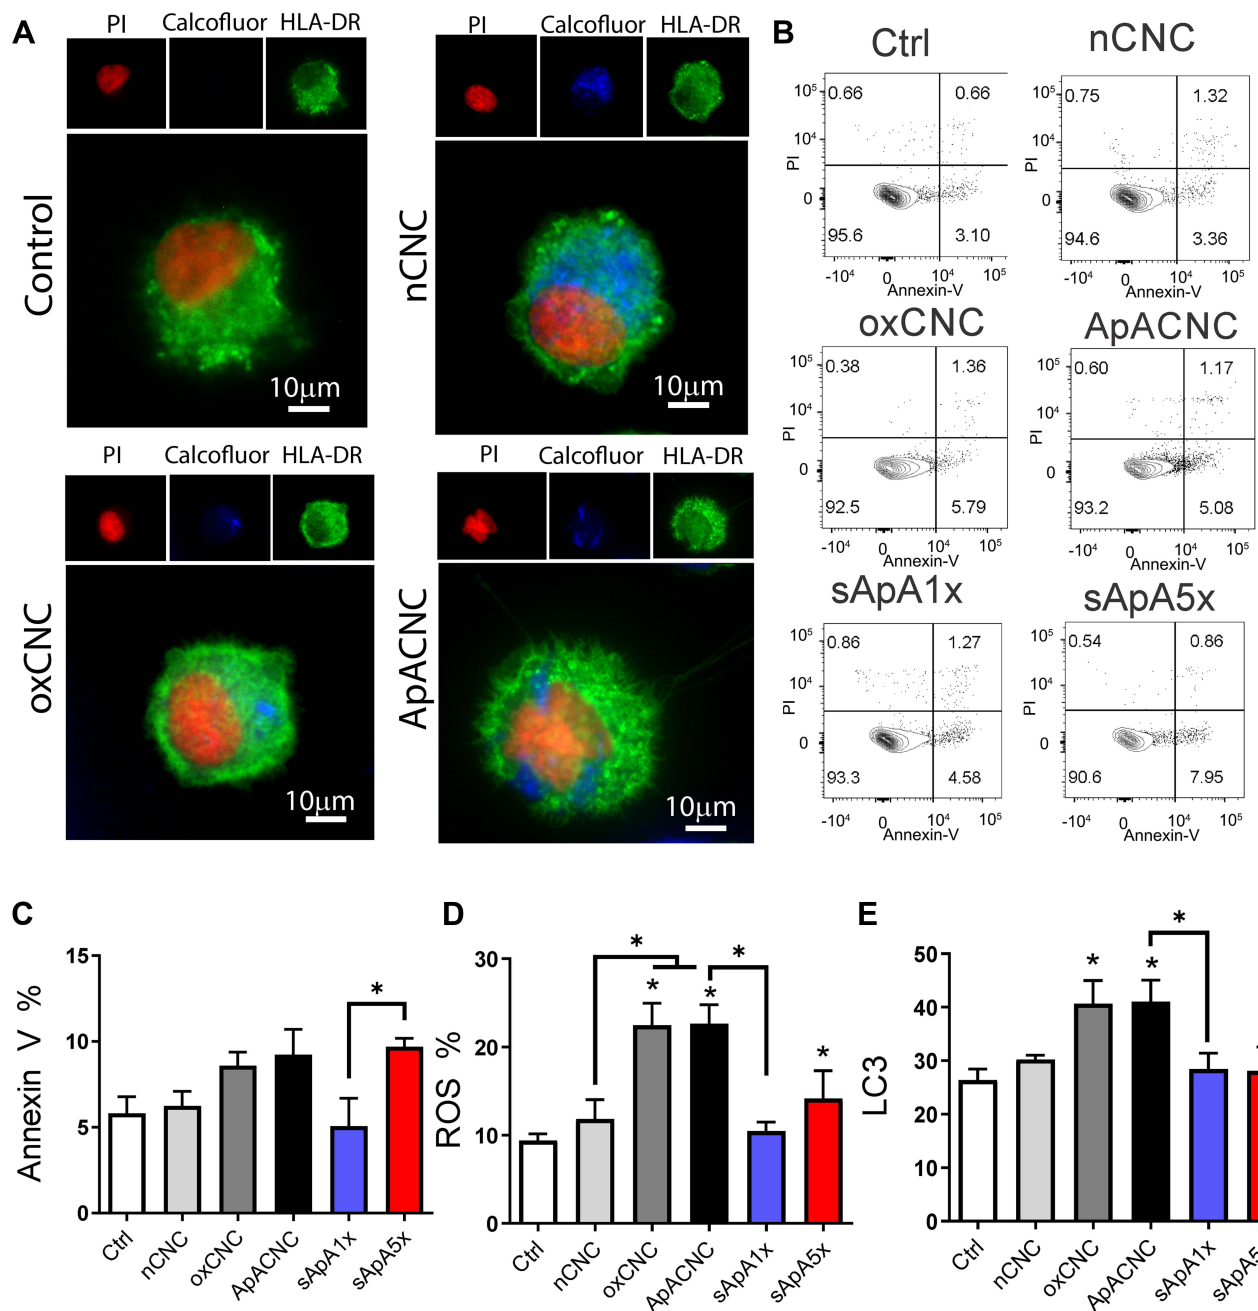 A
PI Calcofluor HLA-DR
Control
10μm
PI Calcofluor HLA-DR
nCNC
10μm
PI Calcofluor HLA-DR
oxCNC
10μm
PI Calcofluor HLA-DR
ApACNC
10μm
B
Ctrl
10⁵
10⁴
0
PI
0.66 0.66
95.6 3.10
-10⁴ 0 10⁴ 10⁵
Annexin-V
nCNC
10⁵
10⁴
0
PI
0.75 1.32
94.6 3.36
-10⁴ 0 10⁴ 10⁵
Annexin-V
oxCNC
10⁵
10⁴
0
PI
0.38 1.36
92.5 5.79
-10⁴ 0 10⁴ 10⁵
Annexin-V
ApACNC
10⁵
10⁴
0
PI
0.60 1.17
93.2 5.08
-10⁴ 0 10⁴ 10⁵
Annexin-V
sApA1x
10⁵
10⁴
0
PI
0.86 1.27
93.3 4.58
-10⁴ 0 10⁴ 10⁵
Annexin-V
sApA5x
10⁵
10⁴
0
PI
0.54 0.86
90.6 7.95
-10⁴ 0 10⁴ 10⁵
Annexin-V
C
Annexin V %
15
10
5
0
*
Ctrl nCNC oxCNC ApACNC sApA1x sApA5x
D
ROS %
30
20
10
0
* *
* * *
Ctrl nCNC oxCNC ApACNC sApA1x sApA5x
E
LC3
50
40
30
20
10
0
*
* *
Ctrl nCNC oxCNC ApACNC sApA1x sApA5